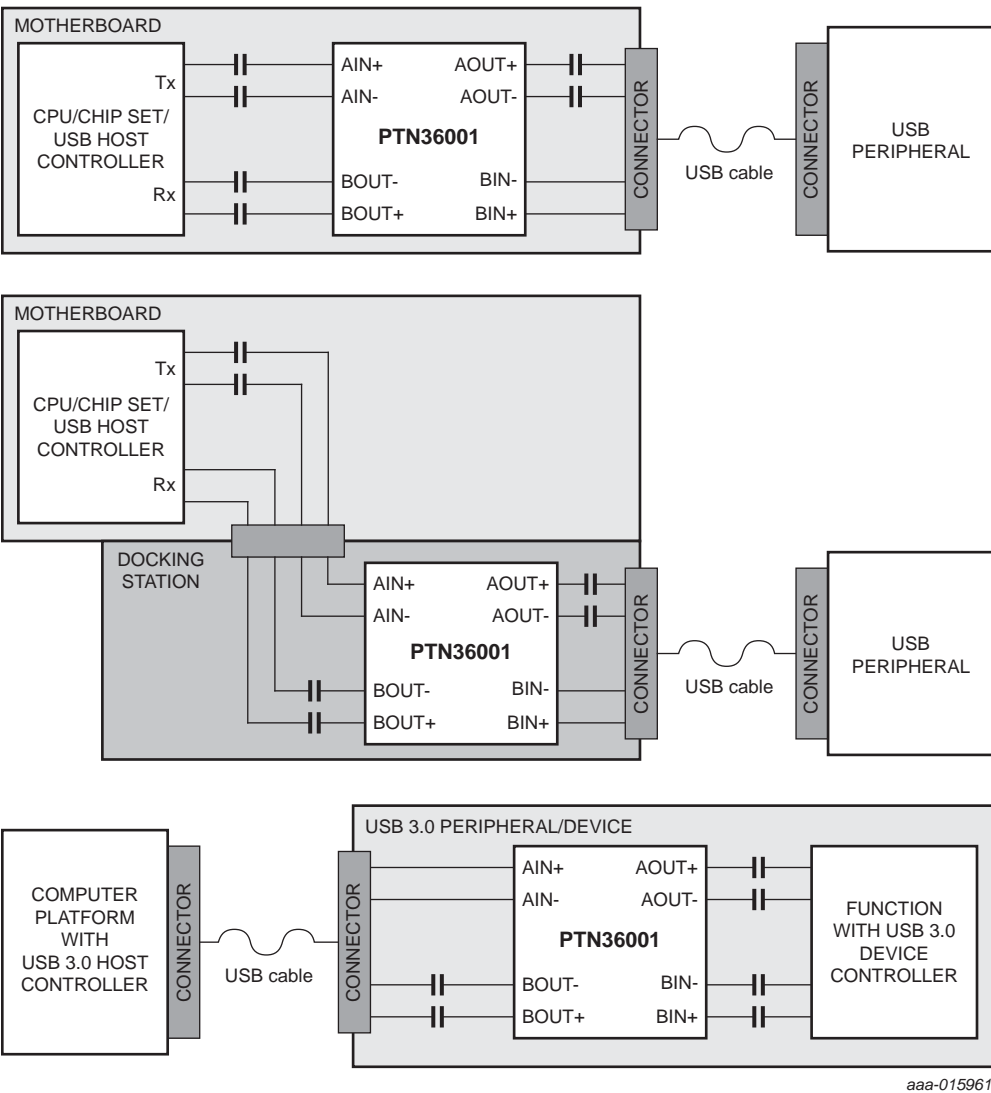 MOTHERBOARD
Tx
CPU/CHIP SET/
USB HOST
CONTROLLER
Rx
AIN+
AOUT+
AIN-
AOUT-
PTN36001
BOUT-
BIN-
BOUT+
BIN+
CONNECTOR
USB cable
CONNECTOR
USB
PERIPHERAL
MOTHERBOARD
Tx
CPU/CHIP SET/
USB HOST
CONTROLLER
Rx
DOCKING
STATION
AIN+
AOUT+
AIN-
AOUT-
PTN36001
BOUT-
BIN-
BOUT+
BIN+
CONNECTOR
USB cable
CONNECTOR
USB
PERIPHERAL
COMPUTER
PLATFORM
WITH
USB 3.0 HOST
CONTROLLER
CONNECTOR
USB cable
CONNECTOR
USB 3.0 PERIPHERAL/DEVICE
AIN+
AOUT+
AIN-
AOUT-
PTN36001
BOUT-
BIN-
BOUT+
BIN+
FUNCTION
WITH USB 3.0
DEVICE
CONTROLLER
aaa-015961